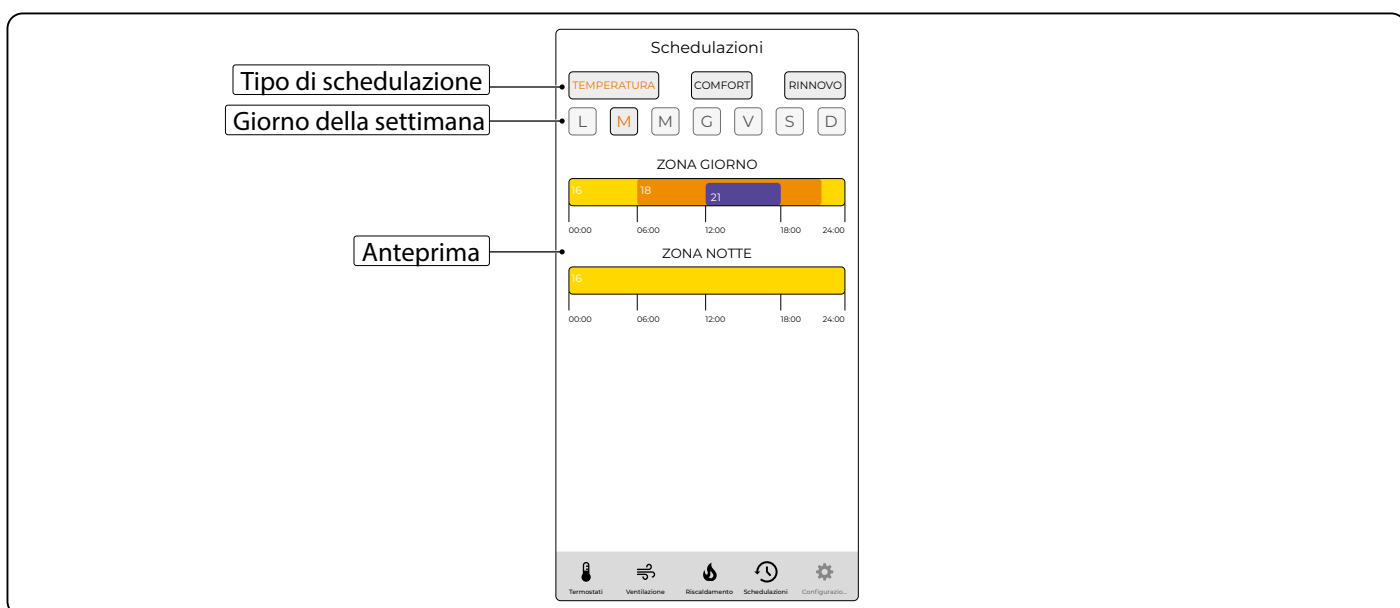 Schedulazioni
Tipo di schedulazione
TEMPERATURA COMFORT RINNOVO
Giorno della settimana
L M M G V S D
ZONA GIORNO
16 18 21
00:00 06:00 12:00 18:00 24:00
Anteprima
ZONA NOTTE
16
00:00 06:00 12:00 18:00 24:00
Termostati Ventilazione Riscaldamento Schedulazioni Configurazio...